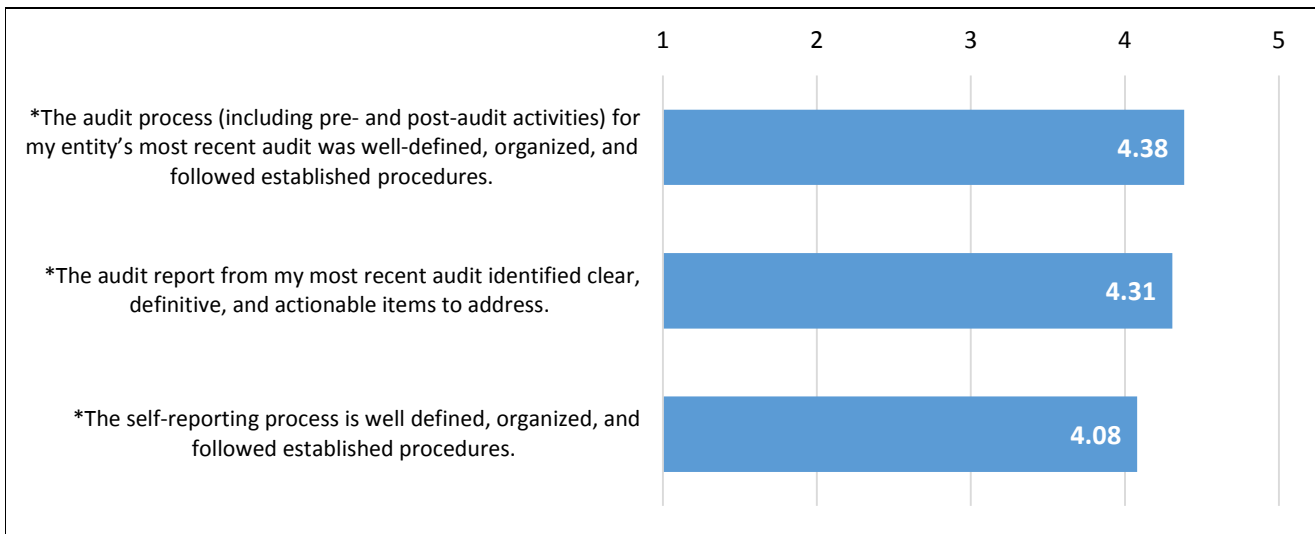 1 2 3 4 5
*The audit process (including pre- and post-audit activities) for
my entity’s most recent audit was well-defined, organized, and
followed established procedures.
4.38
*The audit report from my most recent audit identified clear,
definitive, and actionable items to address.
4.31
*The self-reporting process is well defined, organized, and
followed established procedures.
4.08